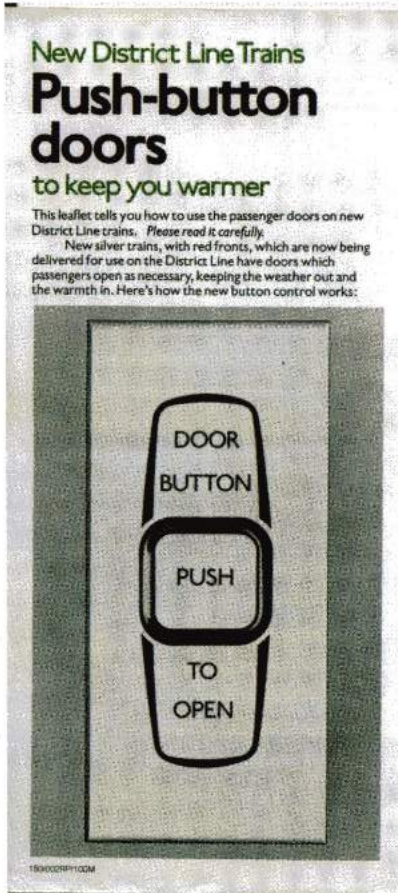 New District Line Trains
Push-button
doors
to keep you warmer
This leaflet tells you how to use the passenger doors on new
District Line trains. Please read it carefully.
New silver trains, with red fronts, which are now being
delivered for use on the District Line have doors which
passengers open as necessary, keeping the weather out and
the warmth in. Here's how the new button control works:
DOOR
BUTTON
PUSH
TO
OPEN